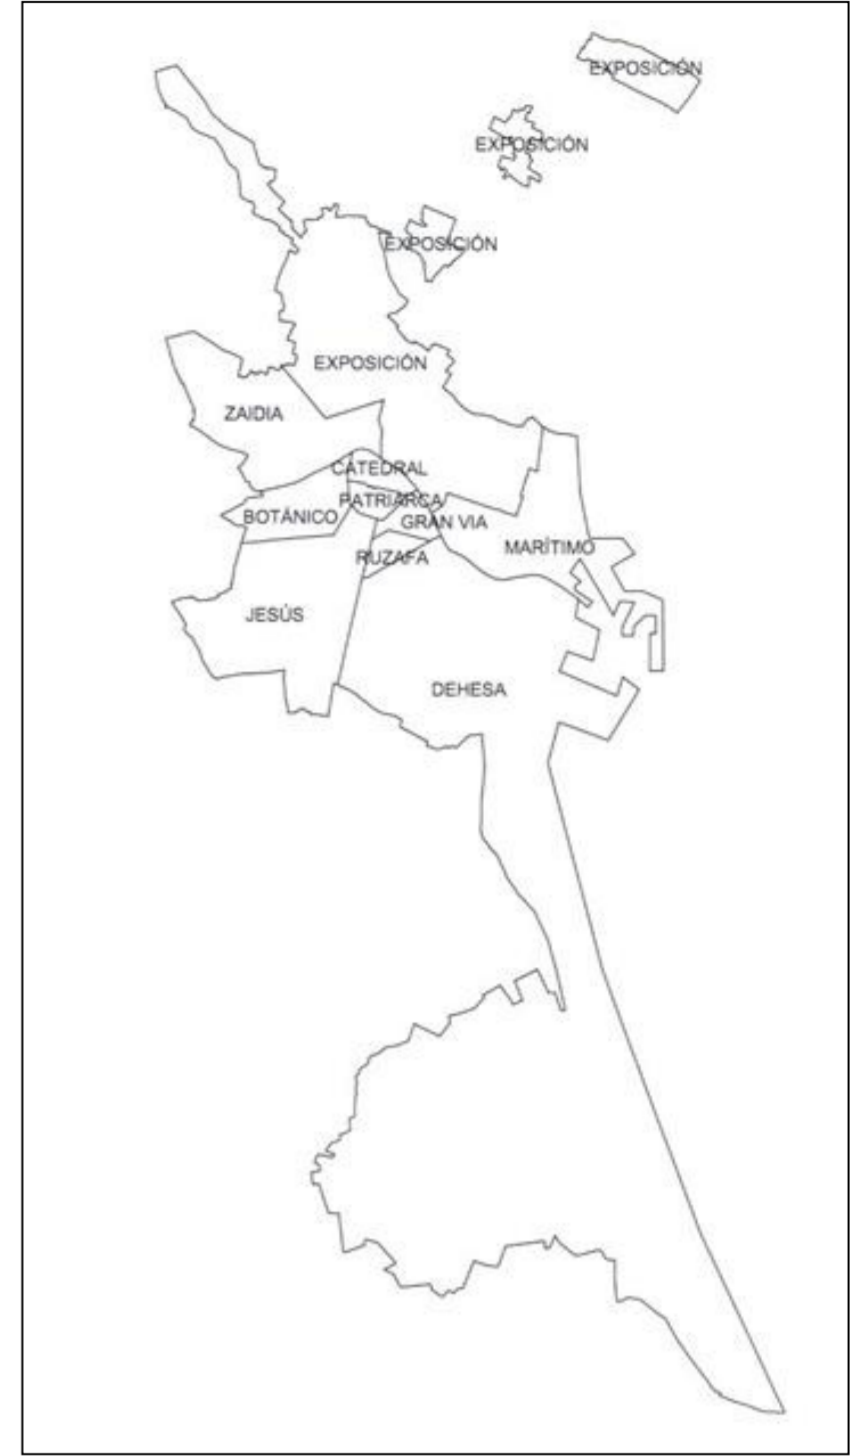 EXPOSICIÓN
EXPOSICIÓN
EXPOSICIÓN
EXPOSICIÓN
ZAIDIA
CATEDRAL
PATRIARCA
BOTÁNICO
GRAN VIA
MARÍTIMO
RUZAFA
JESÚS
DEHESA